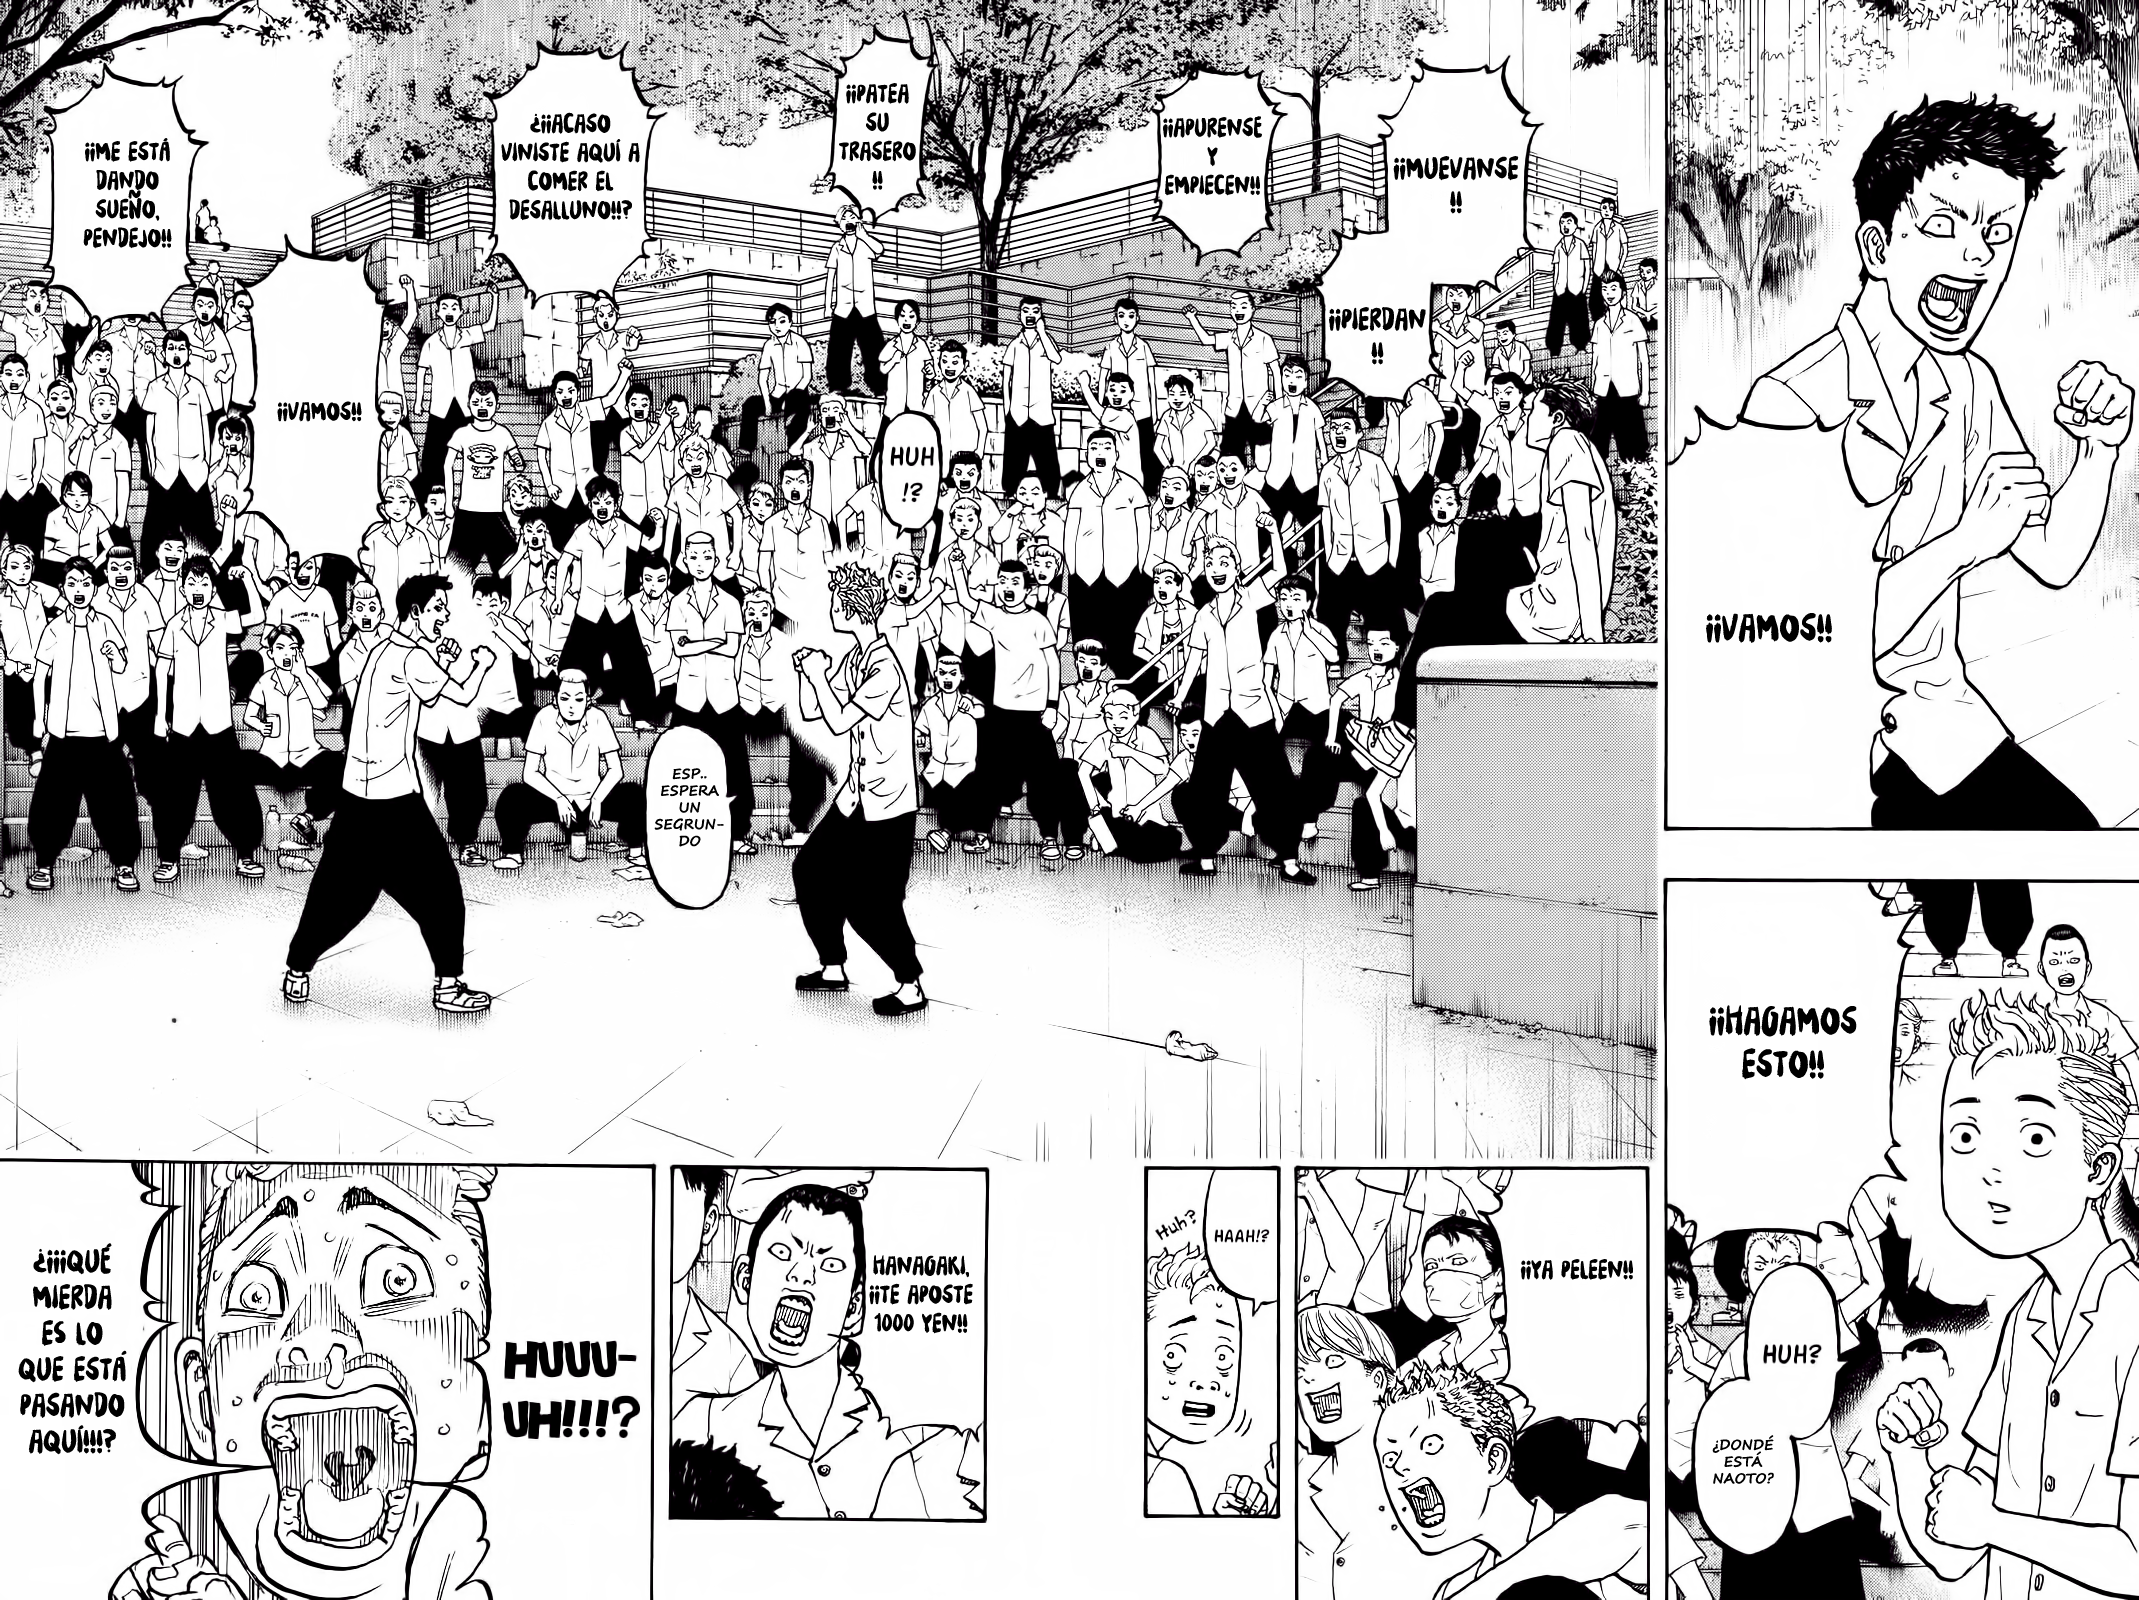 ¡¡VAMOS!!
¡¡HAGAMOS
ESTO!!
HUH?
¿DONDÉ
ESTÁ
NAOTO?
¡¡MUEVANSE
!!
¡¡PIERDAN
!!
¡¡APURENSE
Y
EMPIECEN!!
¡¡PATEA
SU
TRASERO
!!
HUH
!?
¿¡¡ACASO
VINISTE AQUÍ A
COMER EL
DESALLUNO!!?
¡¡VAMOS!!
¡¡ME ESTÁ
DANDO
SUEÑO,
PENDEJO!!
ESP..
ESPERA
UN
SEGRUN-
DO
¡¡YA PELEEN!!
HAAH!?
Huh?
HANAGAKI,
¡¡TE APOSTE
1000 YEN!!
HUUU-
UH!!!?
¿¡¡¡QUÉ
MIERDA
ES LO
QUE ESTÁ
PASANDO
AQUÍ!!!!?